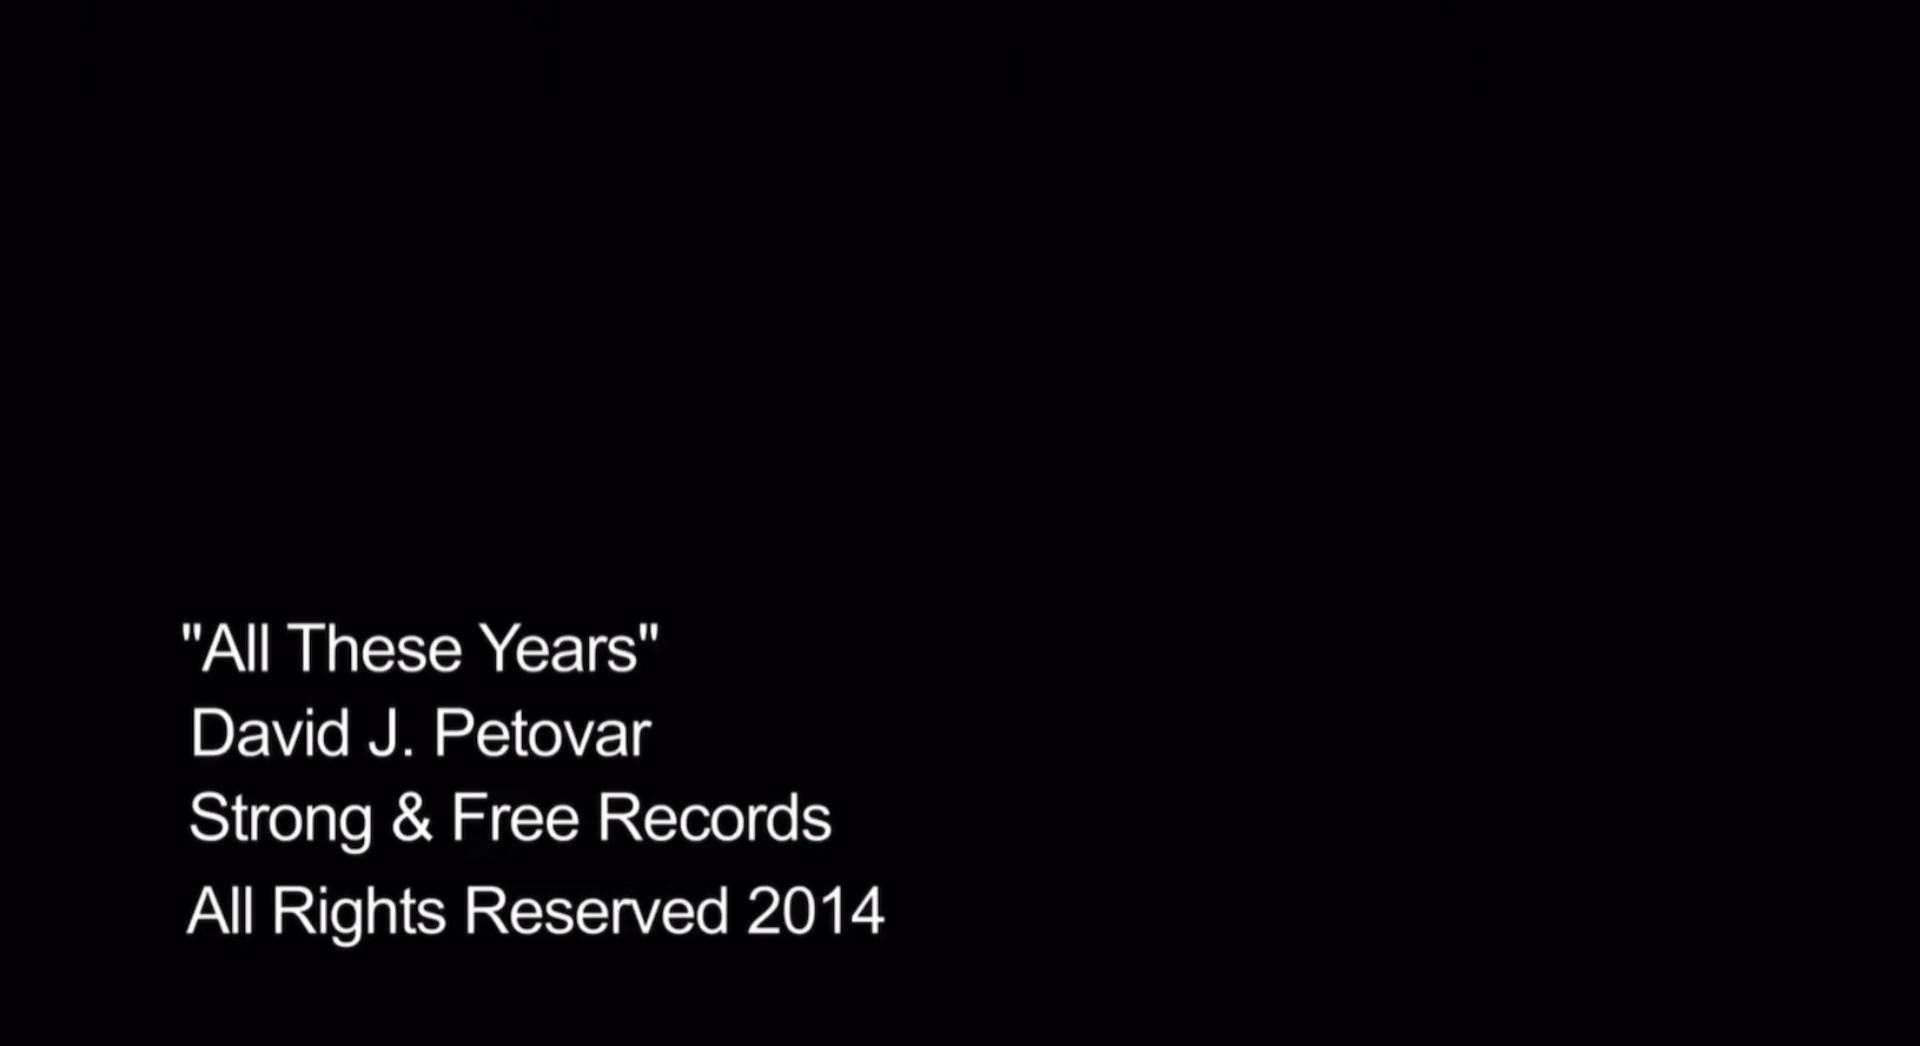 "All These Years"
David J. Petovar
Strong & Free Records
All Rights Reserved 2014